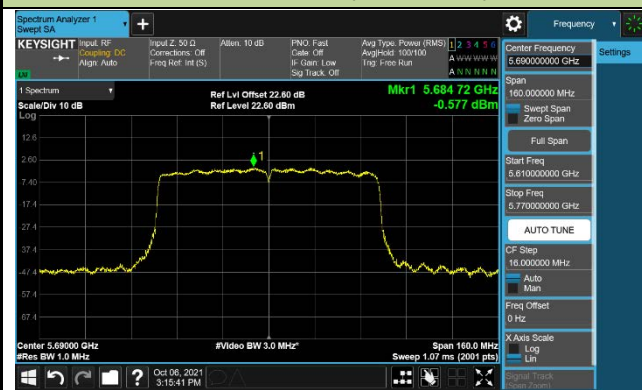 Spectrum Analyzer 1
Swept SA
Frequency
KEYSIGHT
Input: RF
Coupling: DC
Align: Auto
Input Z: 50 Ω
Corrections: Off
Freq Ref: Int (S)
Atten: 10 dB
PNO: Fast
Gate: Off
IF Gain: Low
Sig Track: Off
Avg Type: Power (RMS)
Avg|Hold: 100/100
Trig: Free Run
1 2 3 4 5 6
A W W W W W
A N N N N N
LNI
1 Spectrum
Scale/Div 10 dB
Log
Ref Lvl Offset 22.60 dB
Ref Level 22.60 dBm
Mkr1 5.684 72 GHz
-0.577 dBm
12.6
2.60
-7.40
-17.4
-27.4
-37.4
-47.4
-57.4
-67.4
1
Center 5.69000 GHz
#Res BW 1.0 MHz
#Video BW 3.0 MHz*
Span 160.0 MHz
Sweep 1.07 ms (2001 pts)
Center Frequency
5.690000000 GHz
Settings
Span
160.000000 MHz
Swept Span
Zero Span
Full Span
Start Freq
5.610000000 GHz
Stop Freq
5.770000000 GHz
AUTO TUNE
CF Step
16.000000 MHz
Auto
Man
Freq Offset
0 Hz
X Axis Scale
Log
Lin
Signal Track
(Span Zoom)
Oct 06, 2021
3:15:41 PM